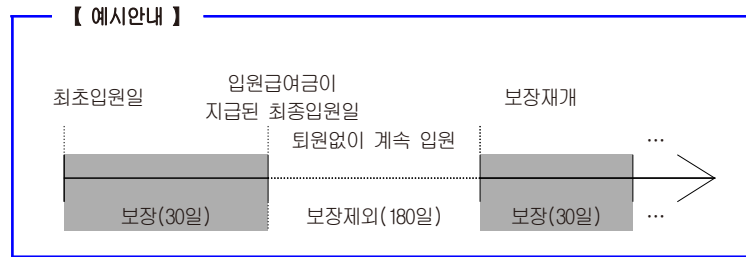 【 예시안내 】
최초입원일
입원급여금이
지급된 최종입원일
보장재개
퇴원없이 계속 입원
…
보장(30일)
보장제외(180일)
보장(30일)
…